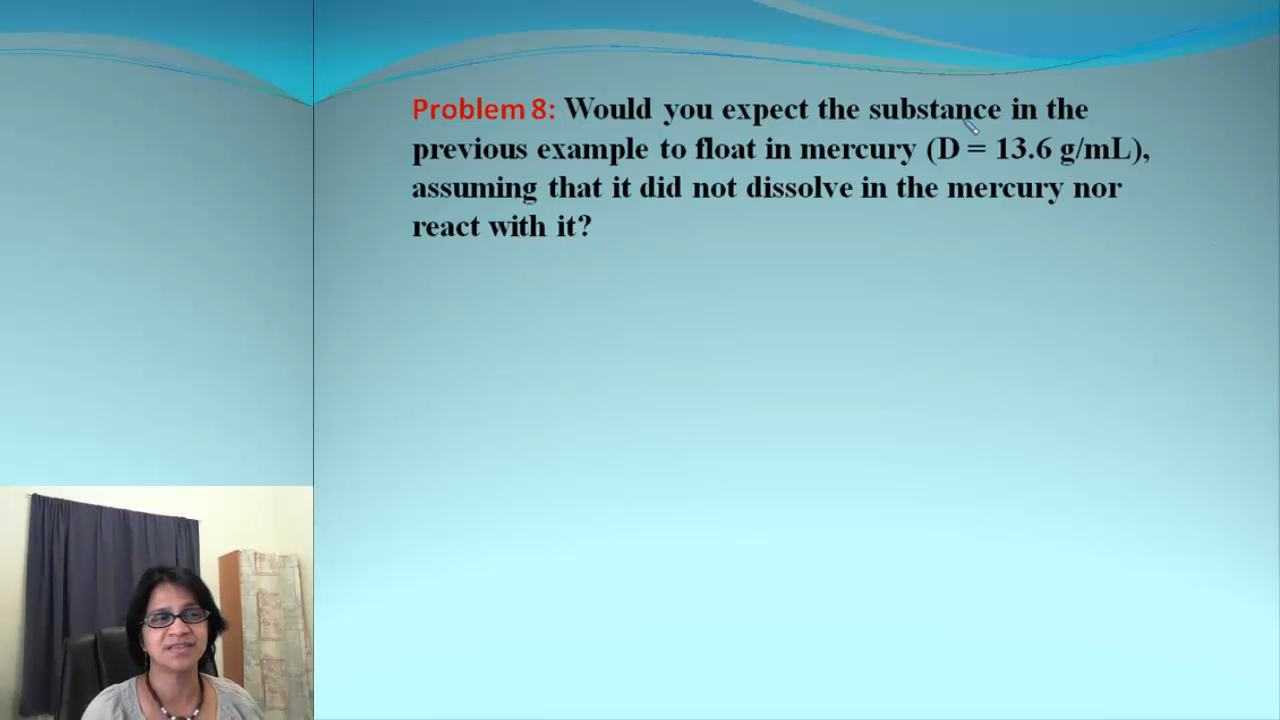 Problem 8: Would you expect the substance in the
previous example to float in mercury (D = 13.6 g/mL),
assuming that it did not dissolve in the mercury nor
react with it?